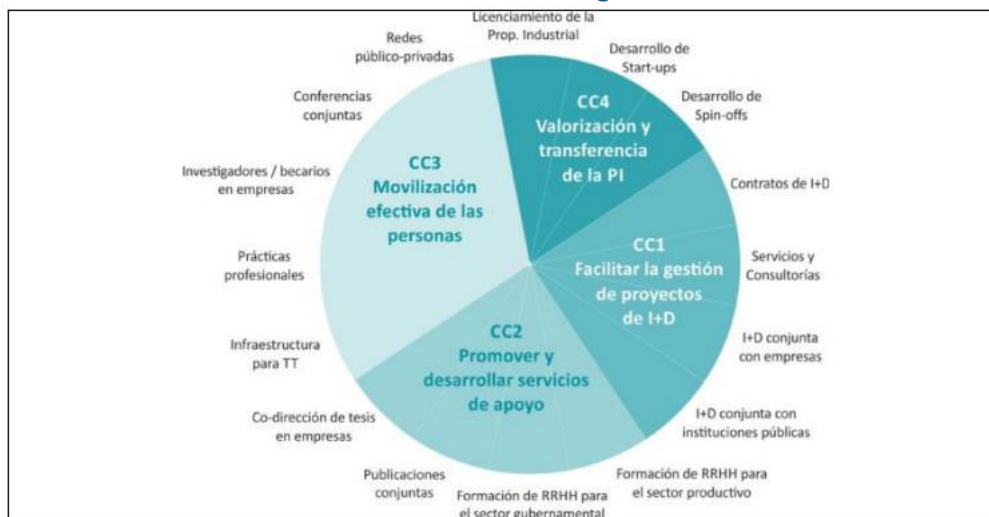 Licenciamiento de la
Prop. Industrial
Desarrollo de
Start-ups
Desarrollo de
Spin-offs
CC4
Valorización y
transferencia
de la PI
Contratos de I+D
Servicios y
Consultorías
I+D conjunta
con empresas
I+D conjunta con
instituciones públicas
CC1
Facilitar la gestión
de proyectos
de I+D
Formación de RRHH para
el sector productivo
Formación de RRHH para
el sector gubernamental
Publicaciones
conjuntas
Co-dirección de tesis
en empresas
CC2
Promover y
desarrollar servicios
de apoyo
Infraestructura
para TT
Prácticas
profesionales
Investigadores / becarios
en empresas
Conferencias
conjuntas
Redes
público-privadas
CC3
Movilización
efectiva de las
personas